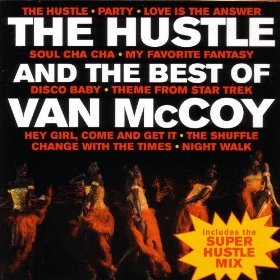 THE HUSTLE • PARTY • LOVE IS THE ANSWER
THE HUSTLE
SOUL CHA CHA • MY FAVORITE FANTASY
AND THE BEST OF
DISCO BABY • THEME FROM STAR TREK
VAN McCOY
HEY GIRL, COME AND GET IT • THE SHUFFLE
CHANGE WITH THE TIMES • NIGHT WALK
Includes the
SUPER
HUSTLE
MIX